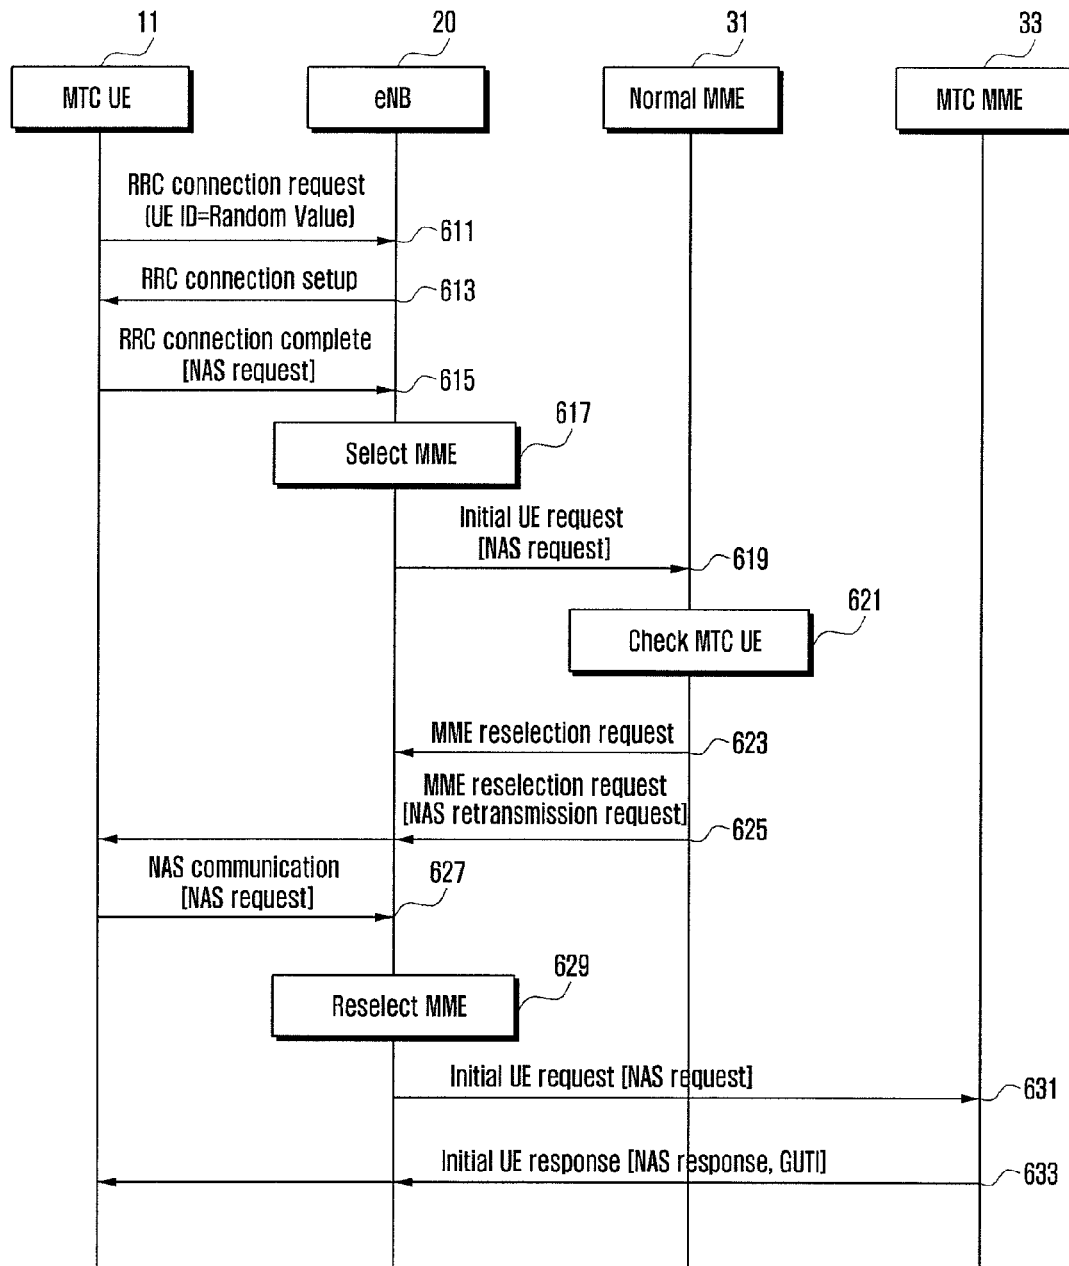 11
20
31
33
MTC UE
eNB
Normal MME
MTC MME
RRC connection request
(UE ID=Random Value)
611
RRC connection setup
613
RRC connection complete
[NAS request]
615
617
Select MME
Initial UE request
[NAS request]
619
621
Check MTC UE
MME reselection request
623
MME reselection request
[NAS retransmission request]
625
NAS communication
[NAS request]
627
629
Reselect MME
Initial UE request [NAS request]
631
Initial UE response [NAS response, GUTI]
633